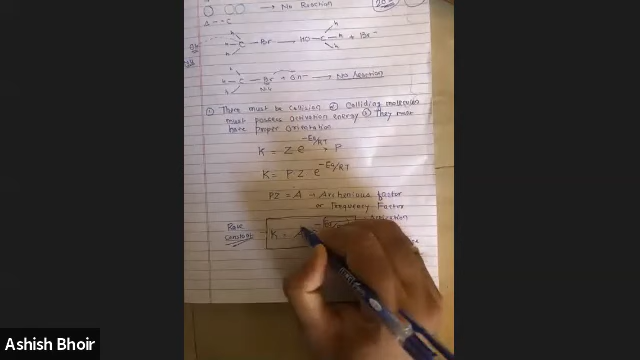 → No Reaction
A --- C
H
H - C - Br → HO - C - H + Br⁻
H
H - C - Br + OH⁻ → No Reaction
① There must be collision ② Colliding molecules
must possess activation energy ③ They must
have proper orientation
K = Z e^-Ea/RT × P
K = PZ e^-Ea/RT
PZ = A → Arrhenius factor
or Frequency Factor
Rate
constant
K = A
Ashish Bhoir